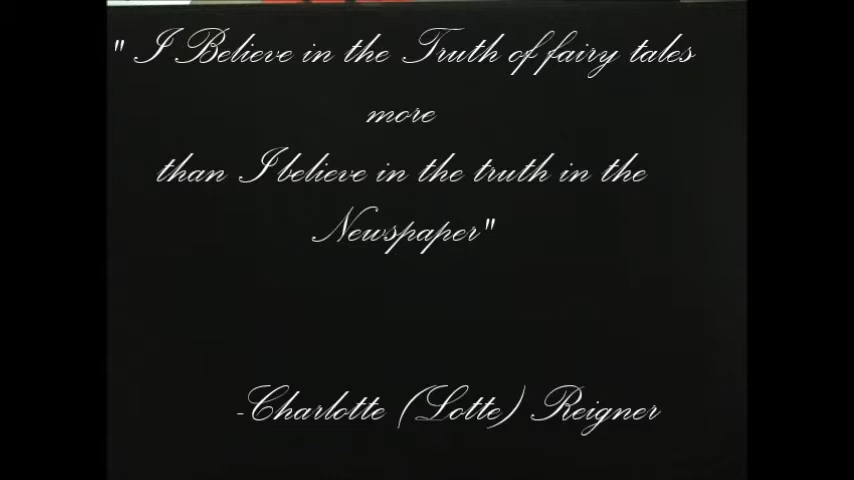 " I Believe in the Truth of fairy tales
more
than I believe in the truth in the
Newspaper"
-Charlotte (Lotte) Reigner